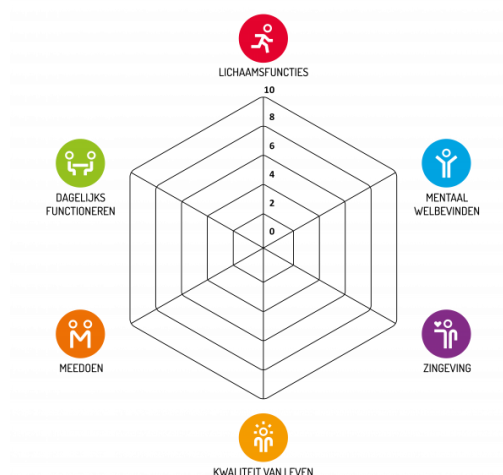 LICHAAMSFUNCTIES
10
8
6
4
2
0
DAGELIJKS
FUNCTIONEREN
MENTAAL
WELBEVINDEN
MEEDOEN
ZINGEVING
KWALITEIT VAN LEVEN